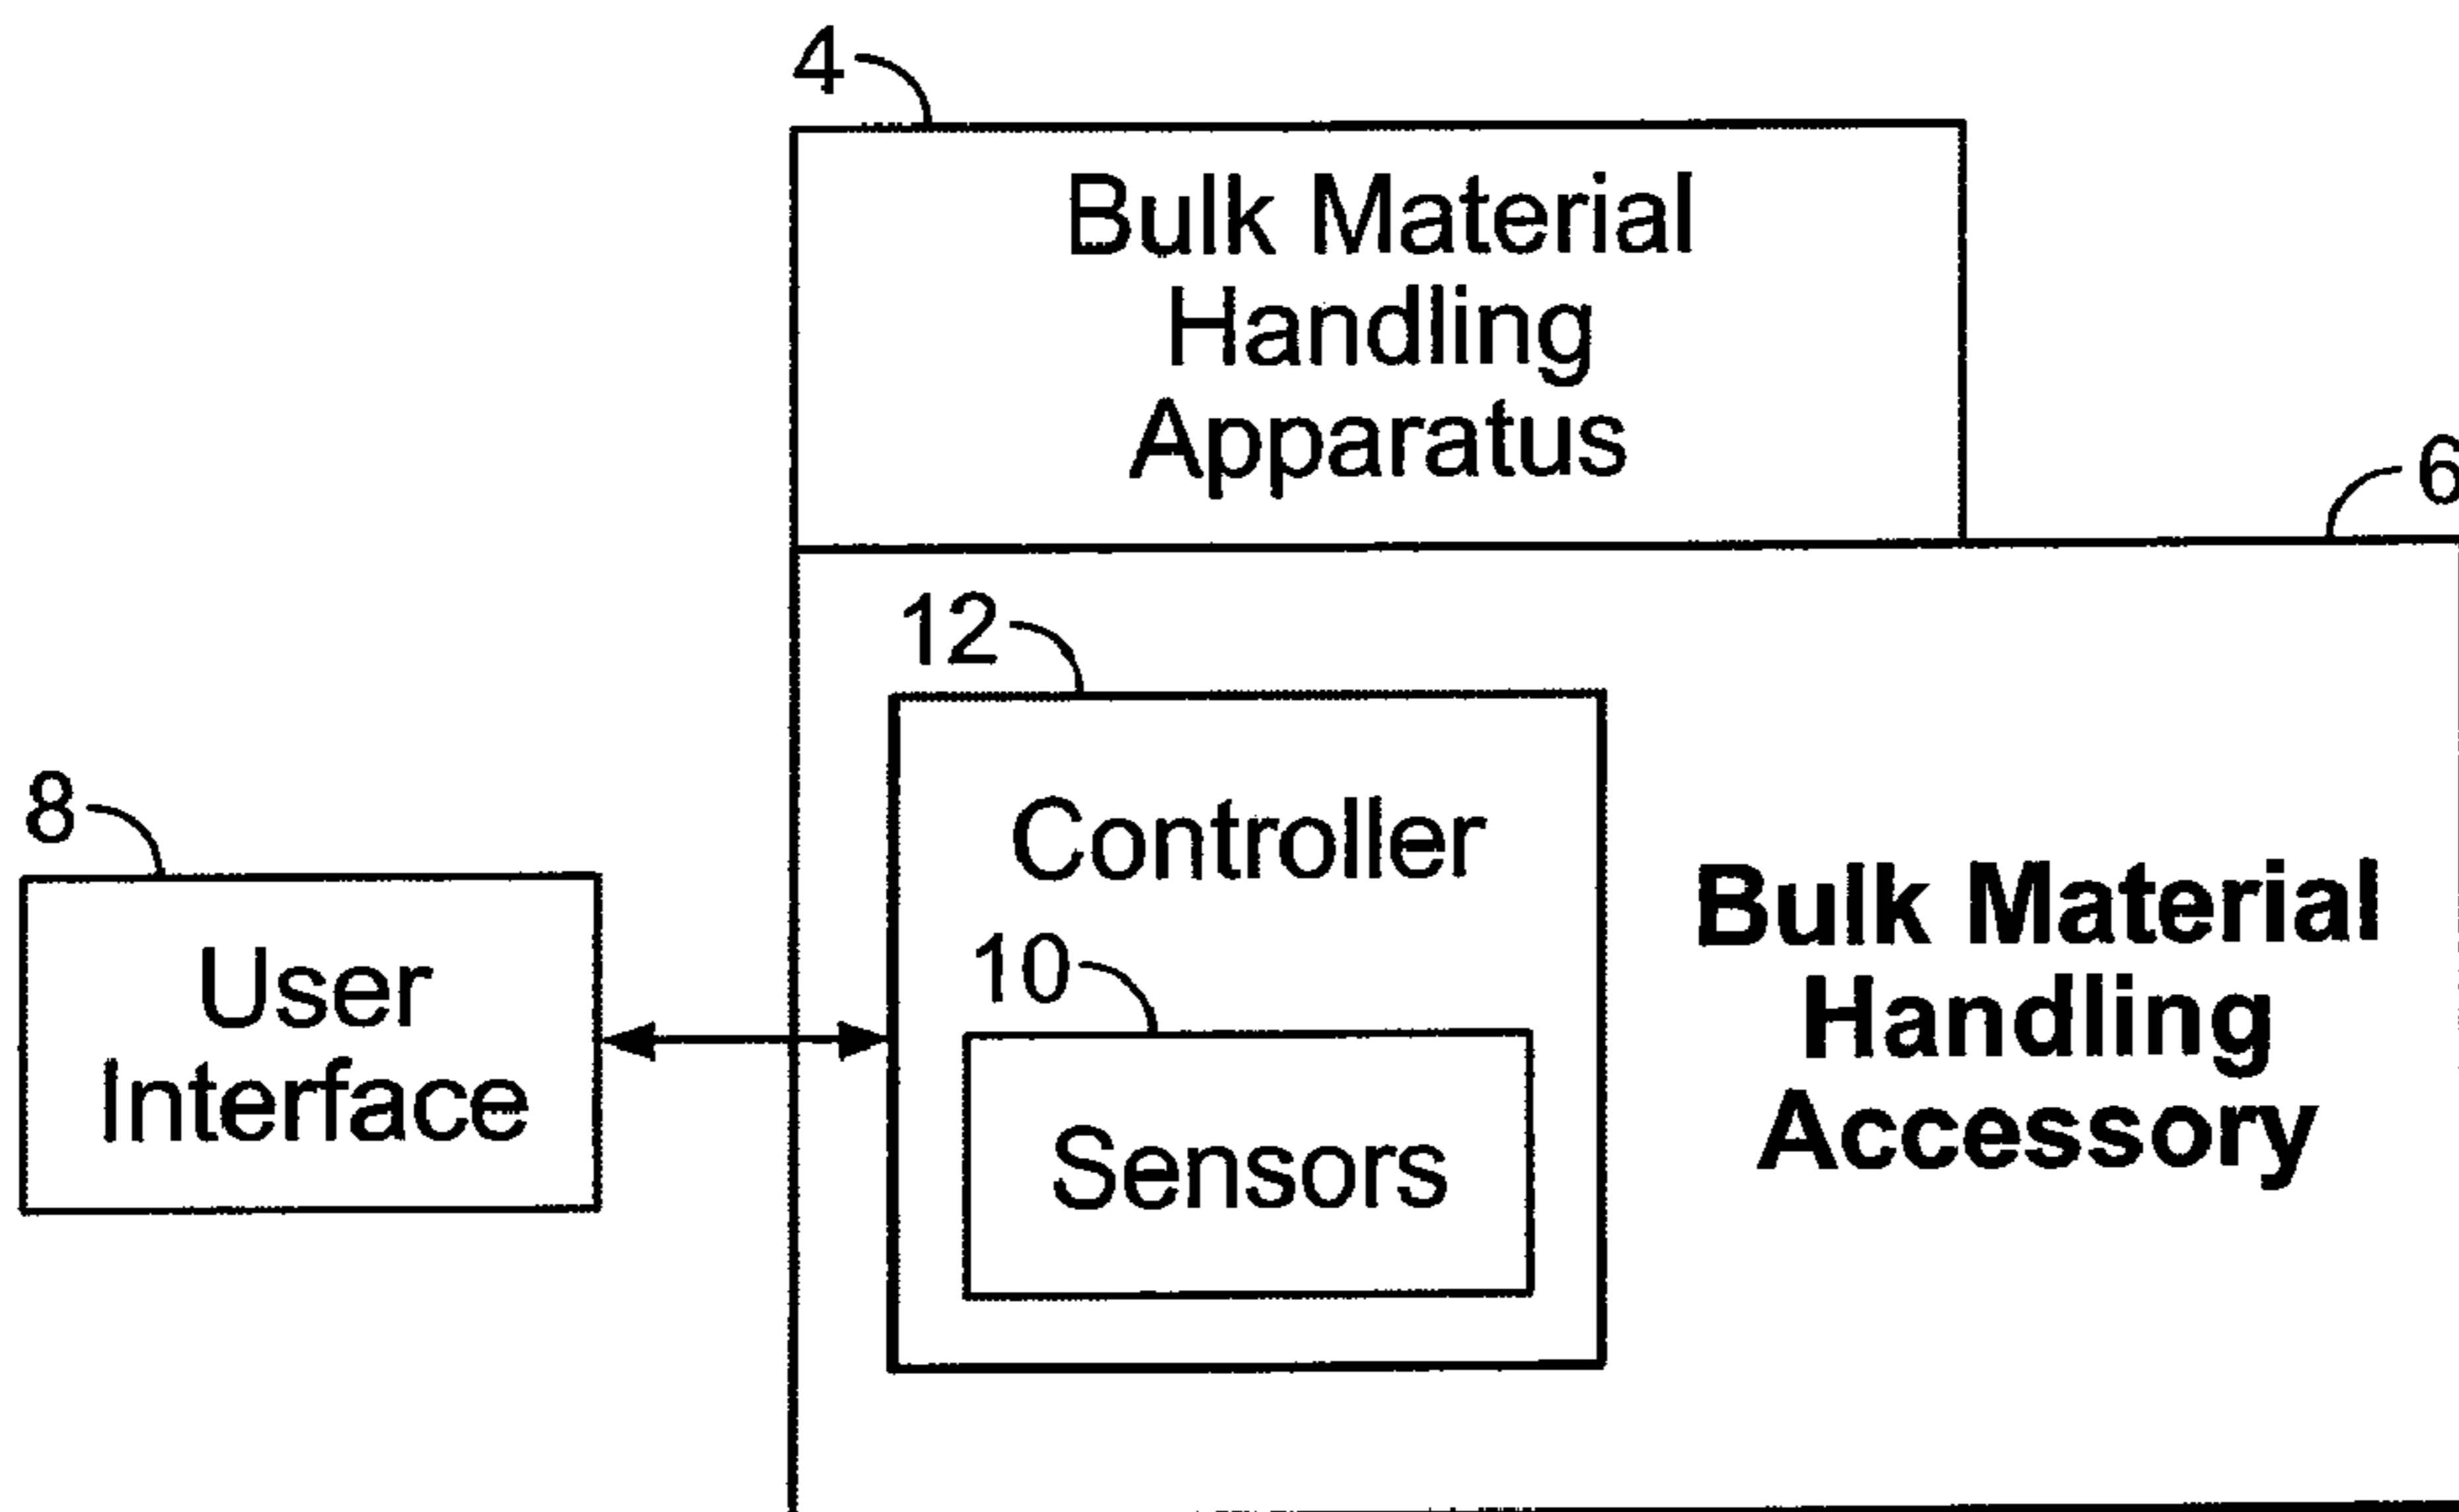 4
Bulk Material
Handling
Apparatus
6
12
Controller
8
User
Interface
10
Sensors
Bulk Material
Handling
Accessory